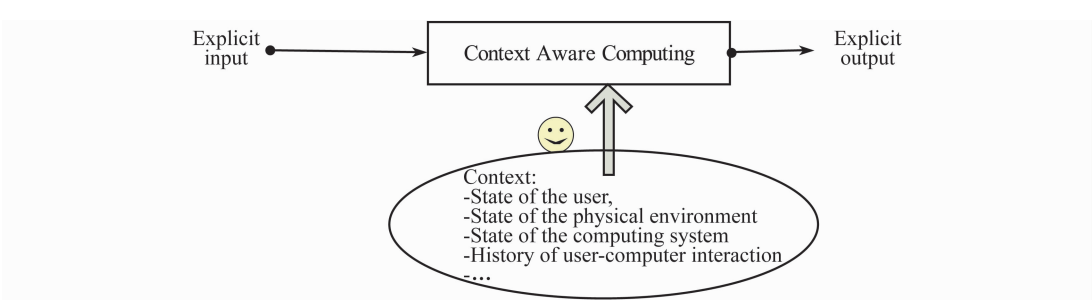 Explicit
input
Context Aware Computing
Explicit
output
Context:
-State of the user,
-State of the physical environment
-State of the computing system
-History of user-computer interaction
-...